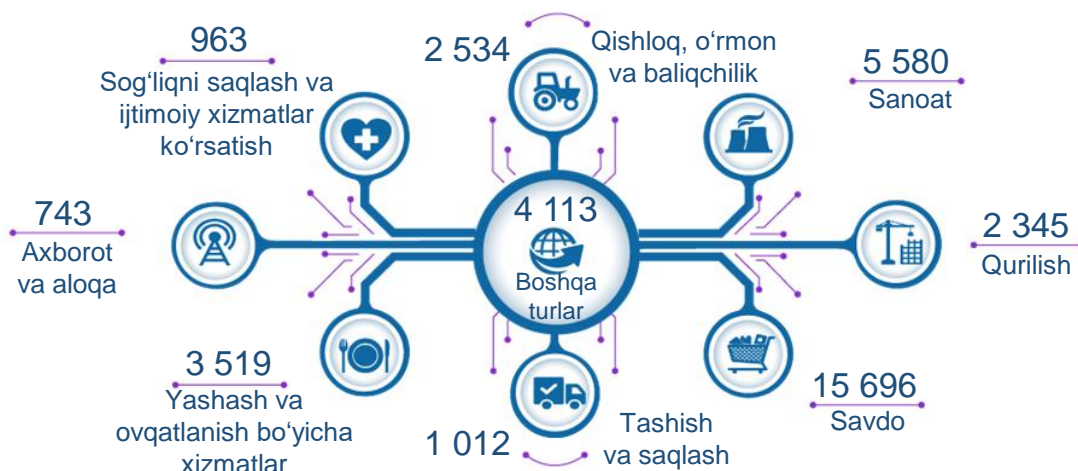 963
Sog‘liqni saqlash va
ijtimoiy xizmatlar
ko‘rsatish
2 534
Qishloq, o‘rmon
va baliqchilik
5 580
Sanoat
743
Axborot
va aloqa
4 113
Boshqa
turlar
2 345
Qurilish
3 519
Yashash va
ovqatlanish bo‘yicha
xizmatlar
1 012
Tashish
va saqlash
15 696
Savdo